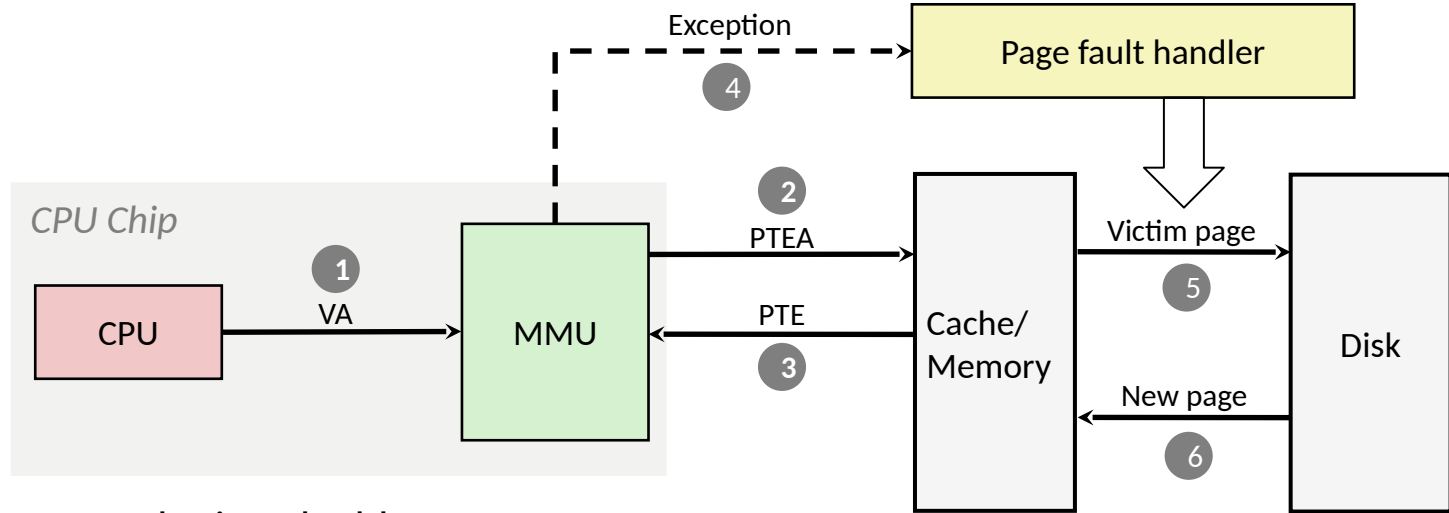 Exception
Page fault handler
4
2
CPU Chip
PTEA
Victim page
1
5
VA
PTE
CPU
MMU
Cache/
Memory
Disk
3
New page
6